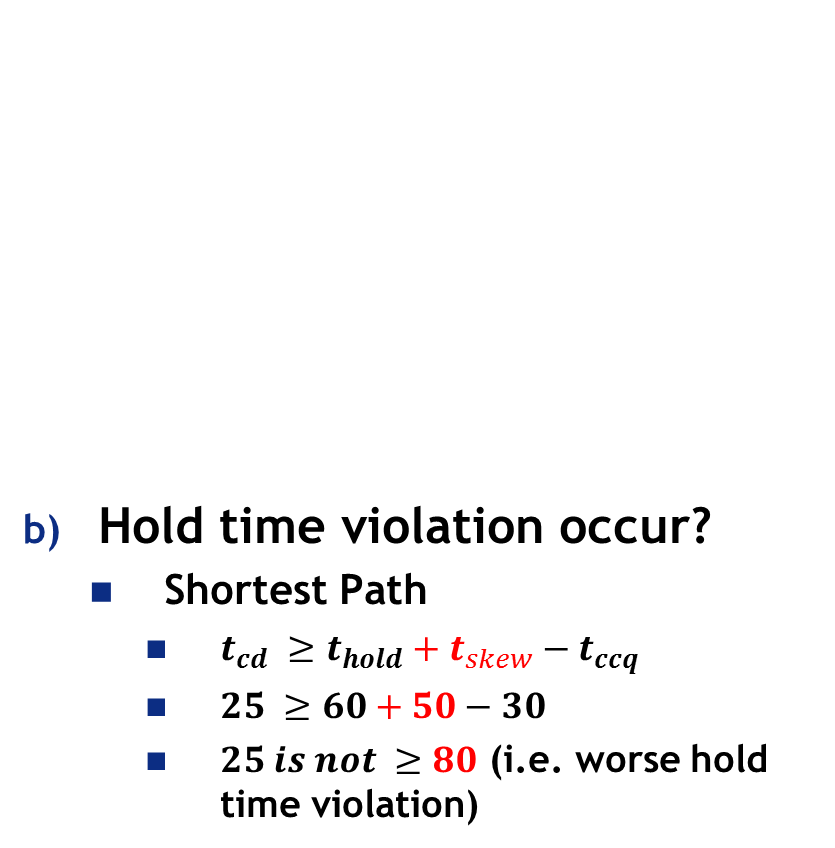 b) Hold time violation occur?
■ Shortest Path
■ t_cd ≥ t_hold + t_skew − t_ccq
■ 25 ≥ 60 + 50 − 30
■ 25 is not ≥ 80 (i.e. worse hold
time violation)